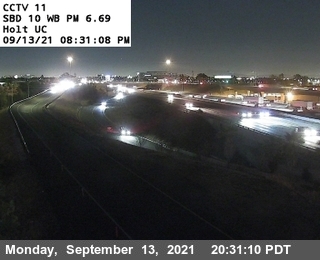 CCTV 11
SBD 10 WB PM 6.69
Holt UC
09/13/21 08:31:08 PM
Monday, September 13, 2021 20:31:10 PDT